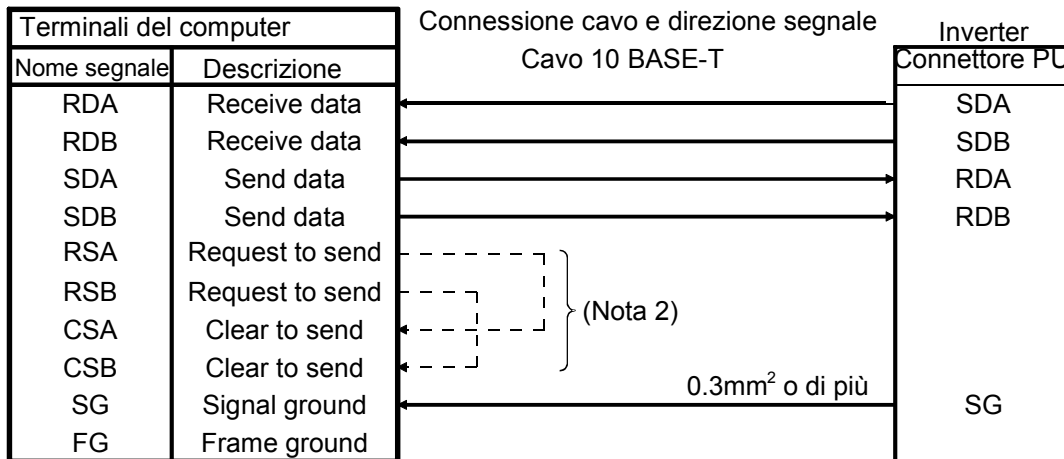 Connessione cavo e direzione segnale
Cavo 10 BASE-T
Terminali del computer
Inverter
Nome segnale Descrizione Connettore PU
RDA Receive data SDA
RDB Receive data SDB
SDA Send data RDA
SDB Send data RDB
RSA Request to send
RSB Request to send
(Nota 2)
CSA Clear to send
CSB Clear to send
0.3mm² o di più
SG Signal ground SG
FG Frame ground